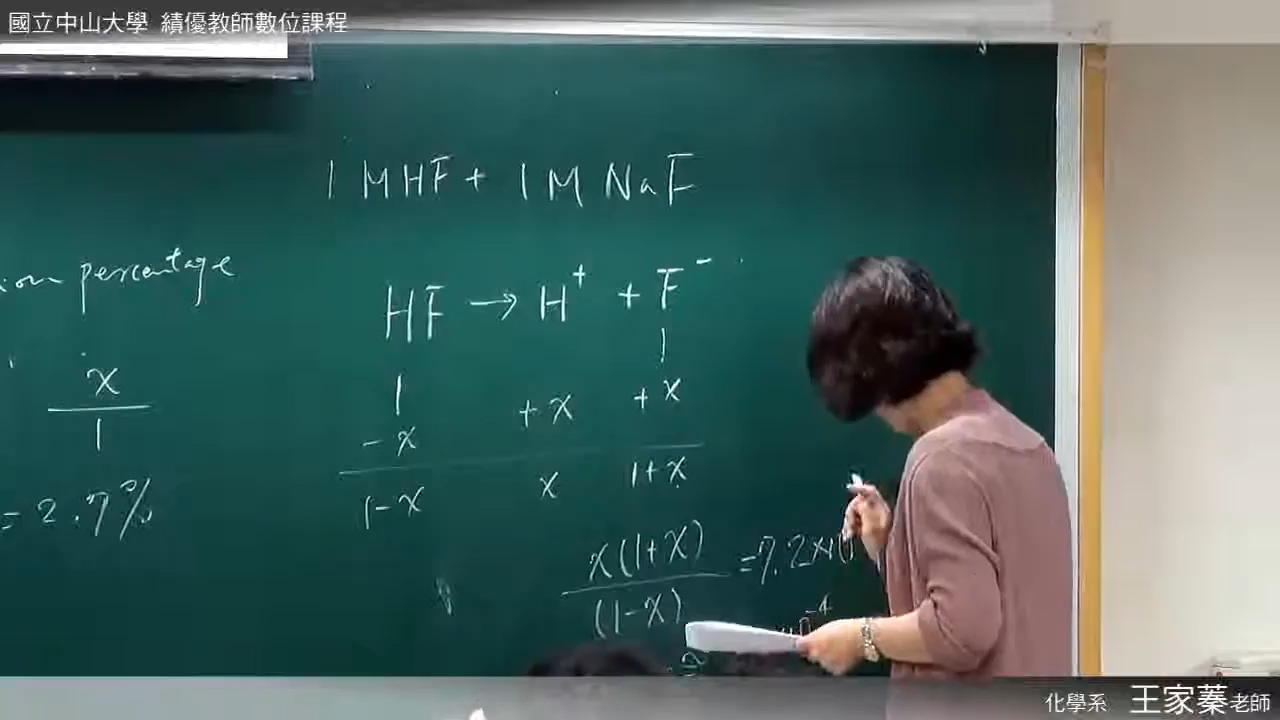 國立中山大學 績優教師數位課程
1 M HF + 1 M NaF
ion percentage
HF → H⁺ + F⁻
1
x
1
1
+x
+x
-x
1-x
x
1+x
= 2.7%
x(1+x)
= 7.2×10
(1-x)
-4
化學系 王家蓁老師